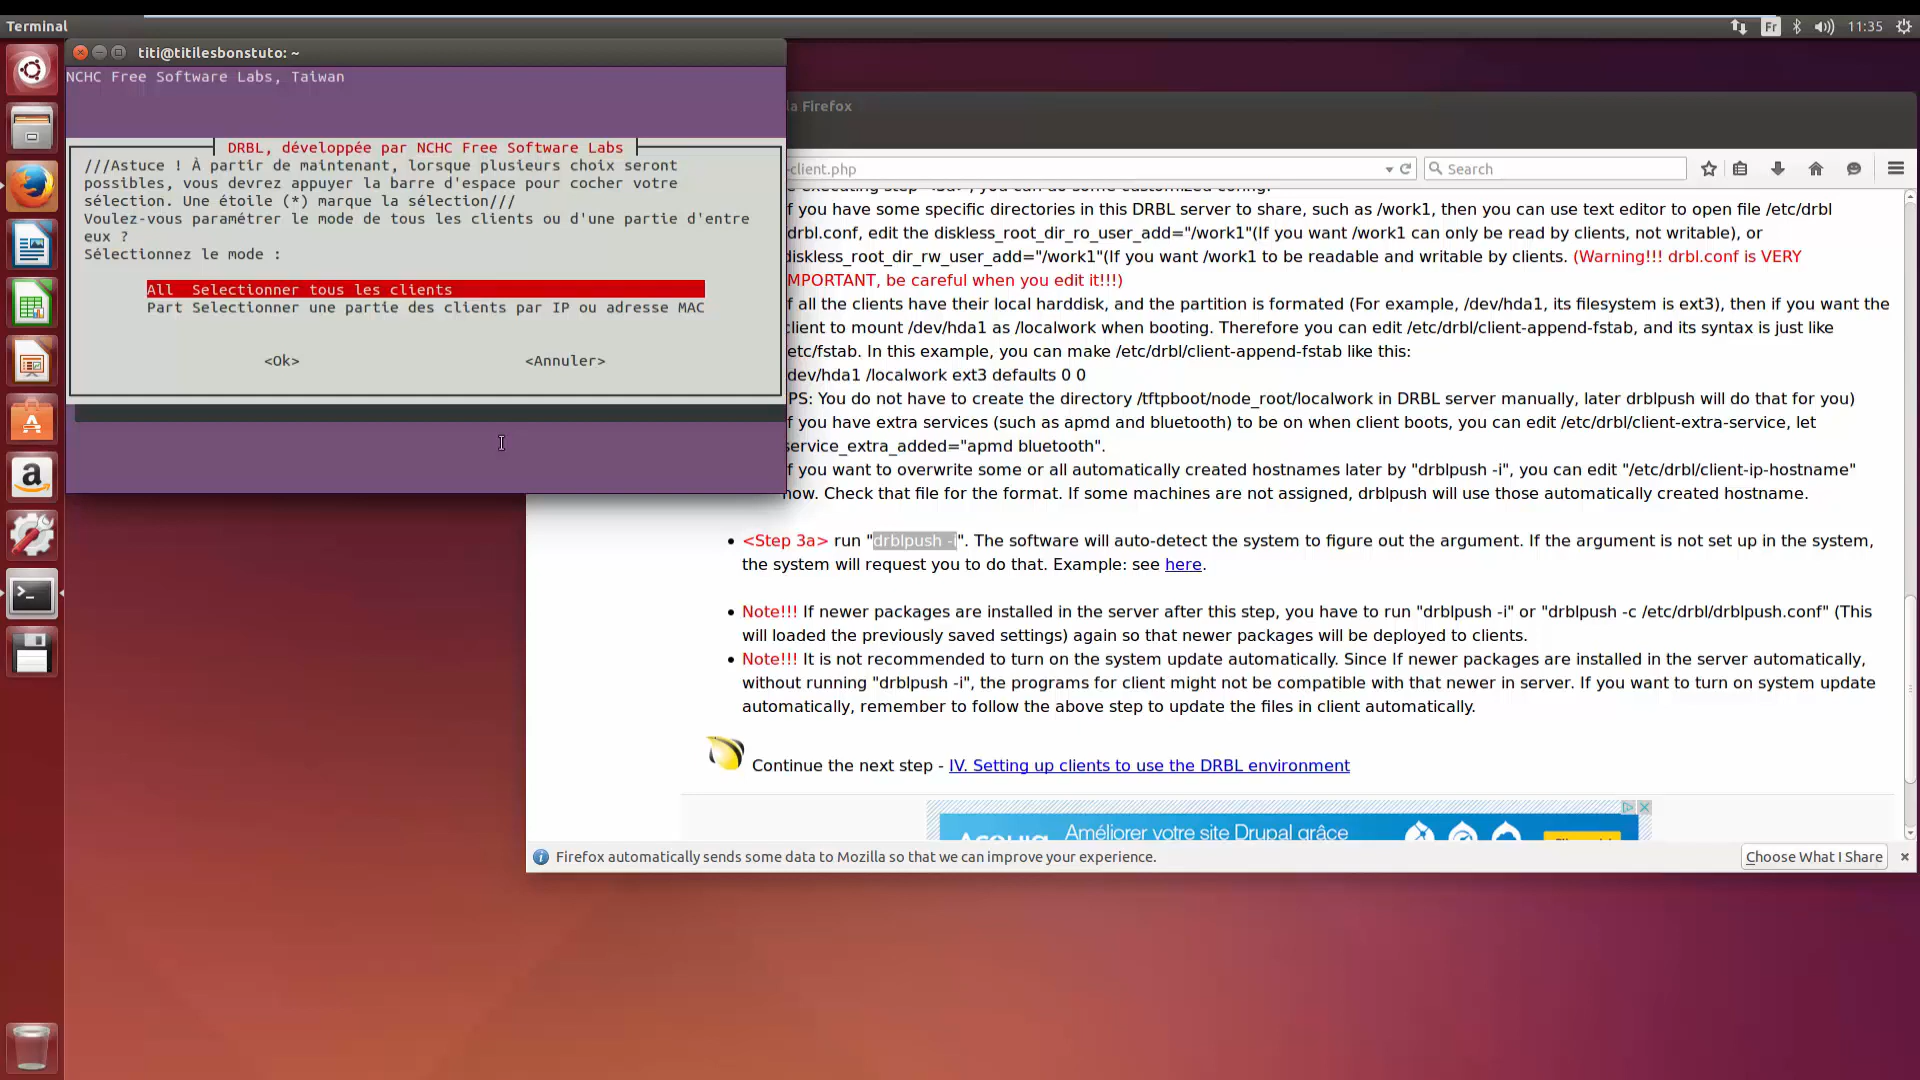 Terminal
Fr
11:35
titi@titilesbonstuto: ~
NCHC Free Software Labs, Taiwan
DRBL, développée par NCHC Free Software Labs
///Astuce ! À partir de maintenant, lorsque plusieurs choix seront
possibles, vous devrez appuyer la barre d'espace pour cocher votre
sélection. Une étoile (*) marque la sélection///
Voulez-vous paramétrer le mode de tous les clients ou d'une partie d'entre
eux ?
Sélectionnez le mode :
All Selectionner tous les clients
Part Selectionner une partie des clients par IP ou adresse MAC
<Ok> <Annuler>
la Firefox
-client.php
Search
f you have some specific directories in this DRBL server to share, such as /work1, then you can use text editor to open file /etc/drbl
drbl.conf, edit the diskless_root_dir_ro_user_add="/work1"(If you want /work1 can only be read by clients, not writable), or
diskless_root_dir_rw_user_add="/work1"(If you want /work1 to be readable and writable by clients. (Warning!!! drbl.conf is VERY
MPORTANT, be careful when you edit it!!!)
f all the clients have their local harddisk, and the partition is formated (For example, /dev/hda1, its filesystem is ext3), then if you want the
client to mount /dev/hda1 as /localwork when booting. Therefore you can edit /etc/drbl/client-append-fstab, and its syntax is just like
etc/fstab. In this example, you can make /etc/drbl/client-append-fstab like this:
dev/hda1 /localwork ext3 defaults 0 0
PS: You do not have to create the directory /tftpboot/node_root/localwork in DRBL server manually, later drblpush will do that for you)
f you have extra services (such as apmd and bluetooth) to be on when client boots, you can edit /etc/drbl/client-extra-service, let
service_extra_added="apmd bluetooth".
f you want to overwrite some or all automatically created hostnames later by "drblpush -i", you can edit "/etc/drbl/client-ip-hostname"
now. Check that file for the format. If some machines are not assigned, drblpush will use those automatically created hostname.
<Step 3a> run "drblpush -i". The software will auto-detect the system to figure out the argument. If the argument is not set up in the system,
the system will request you to do that. Example: see here.
Note!!! If newer packages are installed in the server after this step, you have to run "drblpush -i" or "drblpush -c /etc/drbl/drblpush.conf" (This
will loaded the previously saved settings) again so that newer packages will be deployed to clients.
Note!!! It is not recommended to turn on the system update automatically. Since If newer packages are installed in the server automatically,
without running "drblpush -i", the programs for client might not be compatible with that newer in server. If you want to turn on system update
automatically, remember to follow the above step to update the files in client automatically.
Continue the next step - IV. Setting up clients to use the DRBL environment
Améliorer votre site Drupal grâce
Firefox automatically sends some data to Mozilla so that we can improve your experience.
Choose What I Share